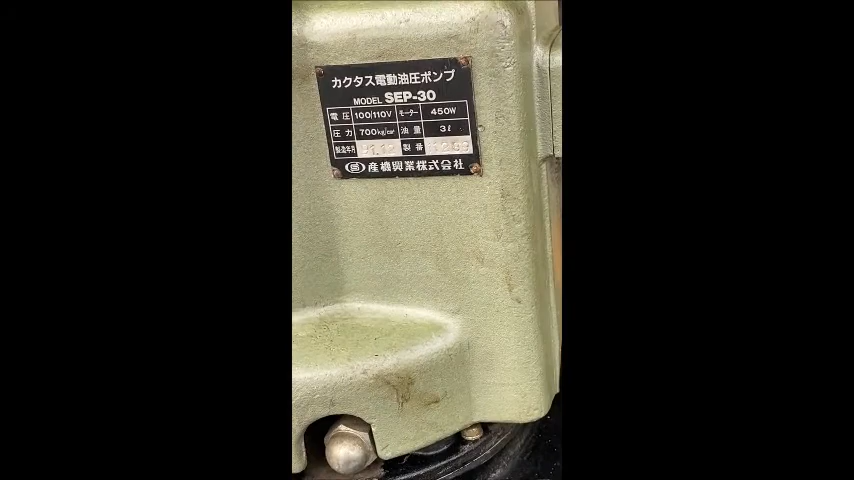 カクタス電動油圧ポンプ
MODEL SEP-30
電圧 100/110V モーター 450W
圧力 700kg/cm² 油量 3ℓ
製造年月 製番
産機興業株式会社